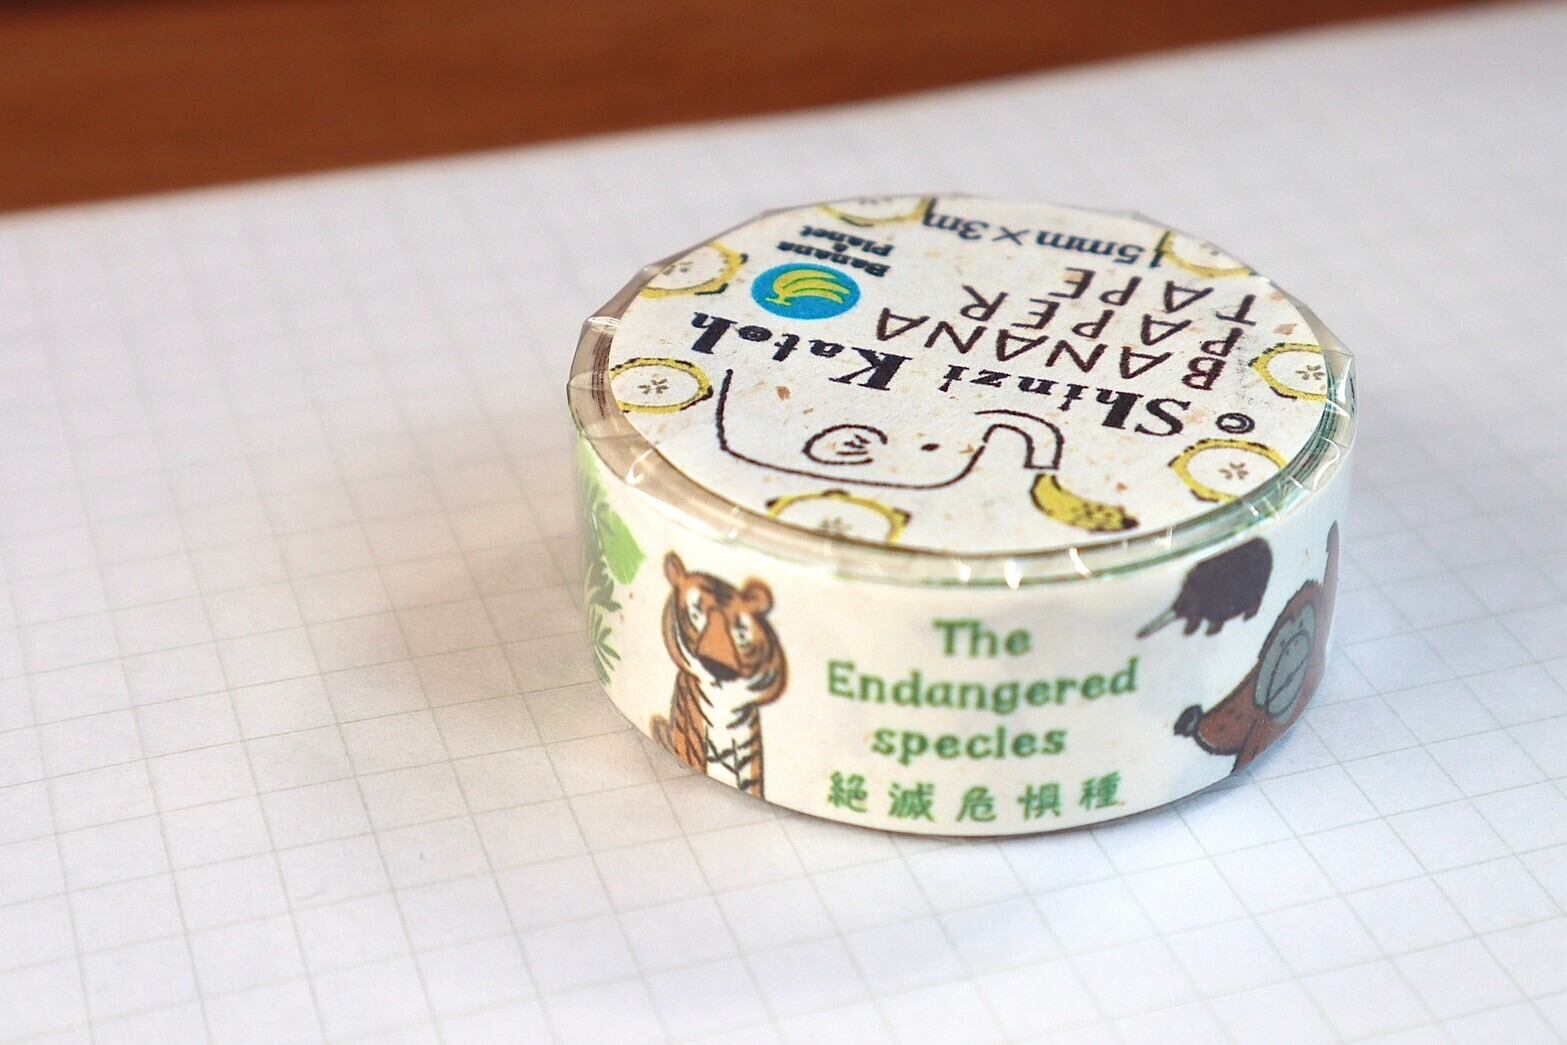 The
Endangered
species
絶滅危惧種
© Shinzi Katoh
BANANA
PAPER
TAPE
15mm×3m
Banana
&
Planet